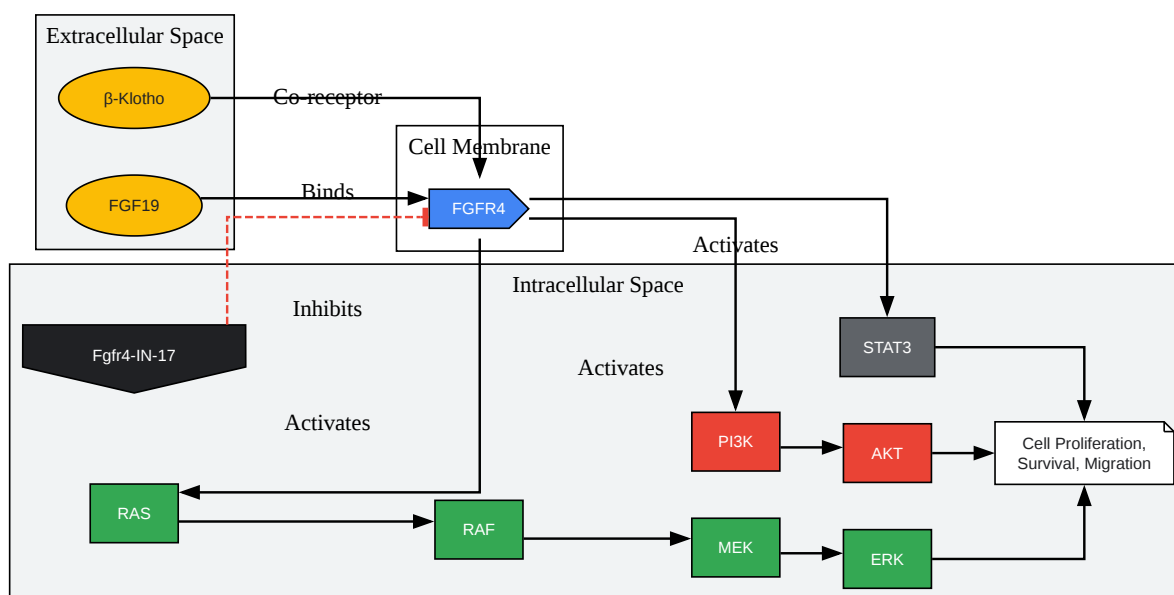 Extracellular Space
β-Klotho
Co-receptor
Cell Membrane
FGF19
Binds
FGFR4
Activates
Intracellular Space
Inhibits
Fgfr4-IN-17
STAT3
Activates
Activates
PI3K
AKT
Cell Proliferation,
Survival, Migration
RAS
RAF
MEK
ERK